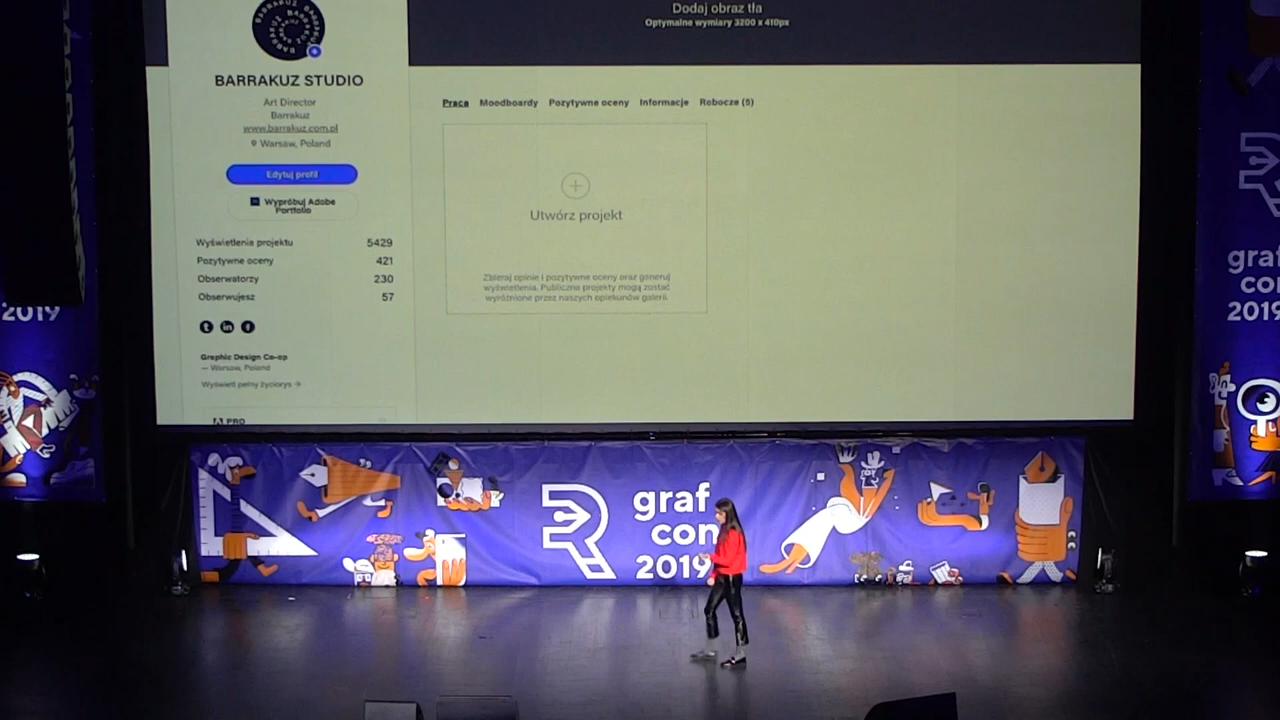 Dodaj obraz tła
Optymalne wymiary 3200 x 410px
BARRAKUZ BARRAKUZ
BARRAKUZ STUDIO
Art Director
Barrakuz
www.barrakuz.com.pl
Warsaw, Poland
Edytuj profil
Wypróbuj Adobe
Portfolio
Wyświetlenia projektu 5429
Pozytywne oceny 421
Obserwatorzy 230
Obserwujesz 57
Graphic Design Co-op
— Warsaw, Poland
Wyświetl pełny życiorys →
PRO
Praca Moodboardy Pozytywne oceny Informacje Robocze (5)
Utwórz projekt
Zbieraj opinie i pozytywne oceny oraz generuj
wyświetlenia. Publiczne projekty mogą zostać
wyróżnione przez naszych opiekunów galerii.
2019
graf
con
2019
graf
con
2019